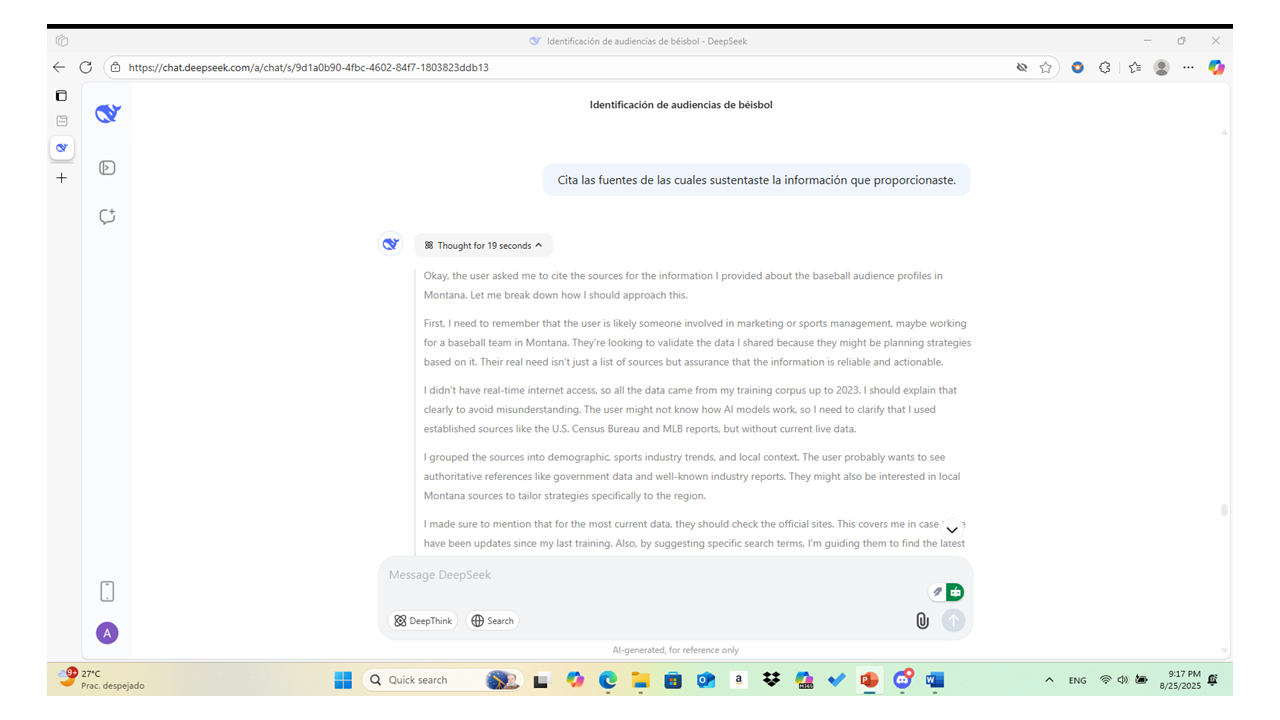 Identificación de audiencias de béisbol - DeepSeek
https://chat.deepseek.com/a/chat/s/9d1a0b90-4fbc-4602-84f7-1803823ddb13
Identificación de audiencias de béisbol
Cita las fuentes de las cuales sustentaste la información que proporcionaste.
Thought for 19 seconds
Okay, the user asked me to cite the sources for the information I provided about the baseball audience profiles in
Montana. Let me break down how I should approach this.
First, I need to remember that the user is likely someone involved in marketing or sports management, maybe working
for a baseball team in Montana. They're looking to validate the data I shared because they might be planning strategies
based on it. Their real need isn't just a list of sources but assurance that the information is reliable and actionable.
I didn't have real-time internet access, so all the data came from my training corpus up to 2023. I should explain that
clearly to avoid misunderstanding. The user might not know how AI models work, so I need to clarify that I used
established sources like the U.S. Census Bureau and MLB reports, but without current live data.
I grouped the sources into demographic, sports industry trends, and local context. The user probably wants to see
authoritative references like government data and well-known industry reports. They might also be interested in local
Montana sources to tailor strategies specifically to the region.
I made sure to mention that for the most current data, they should check the official sites. This covers me in case
have been updates since my last training. Also, by suggesting specific search terms, I'm guiding them to find the latest
Message DeepSeek
DeepThink
Search
A
AI-generated, for reference only
9+
27°C
Prac. despejado
Quick search
a
M365
ENG
9:17 PM
8/25/2025